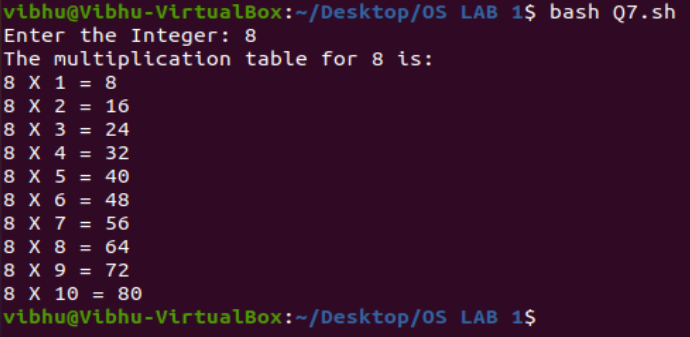 vibhu@Vibhu-VirtualBox:~/Desktop/OS LAB 1$ bash Q7.sh
Enter the Integer: 8
The multiplication table for 8 is:
8 X 1 = 8
8 X 2 = 16
8 X 3 = 24
8 X 4 = 32
8 X 5 = 40
8 X 6 = 48
8 X 7 = 56
8 X 8 = 64
8 X 9 = 72
8 X 10 = 80
vibhu@Vibhu-VirtualBox:~/Desktop/OS LAB 1$